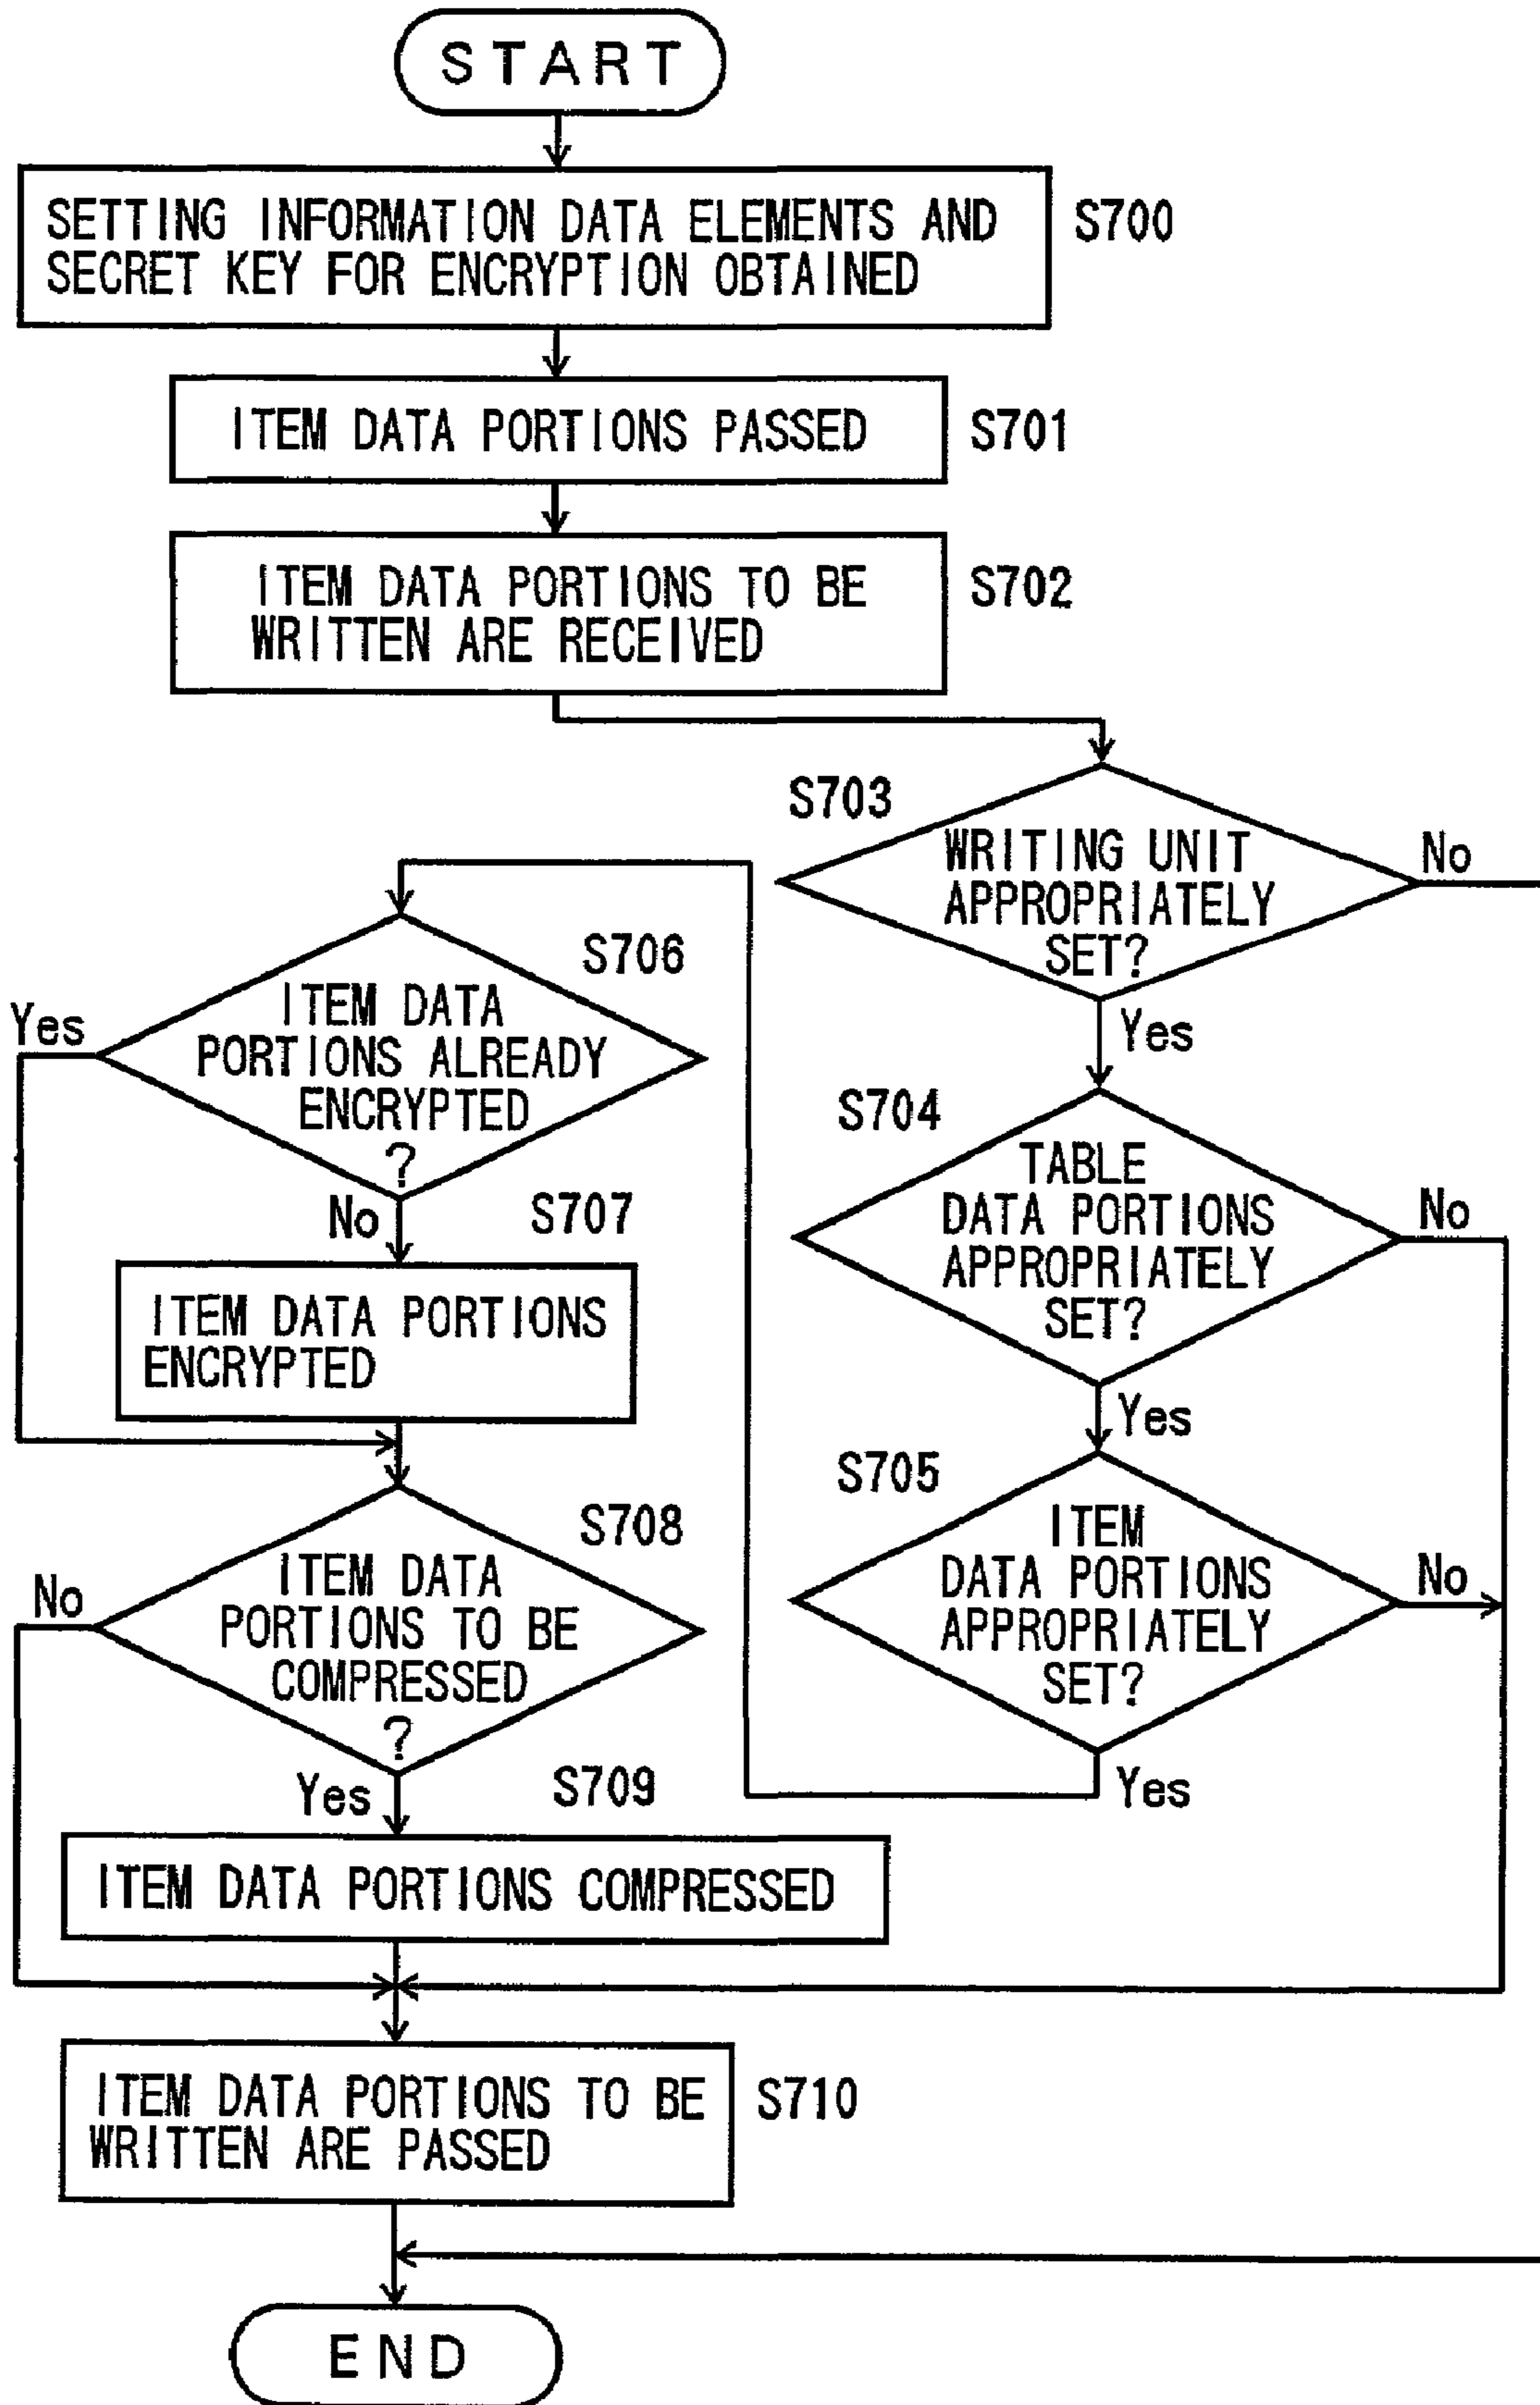 START
SETTING INFORMATION DATA ELEMENTS AND
SECRET KEY FOR ENCRYPTION OBTAINED
S700
ITEM DATA PORTIONS PASSED
S701
ITEM DATA PORTIONS TO BE
WRITTEN ARE RECEIVED
S702
S703
WRITING UNIT
APPROPRIATELY
SET?
No
Yes
S704
TABLE
DATA PORTIONS
APPROPRIATELY
SET?
No
Yes
S705
ITEM
DATA PORTIONS
APPROPRIATELY
SET?
No
Yes
S706
ITEM DATA
PORTIONS ALREADY
ENCRYPTED
?
Yes
No
S707
ITEM DATA PORTIONS
ENCRYPTED
S708
ITEM DATA
PORTIONS TO BE
COMPRESSED
?
No
Yes
S709
ITEM DATA PORTIONS COMPRESSED
ITEM DATA PORTIONS TO BE
WRITTEN ARE PASSED
S710
END